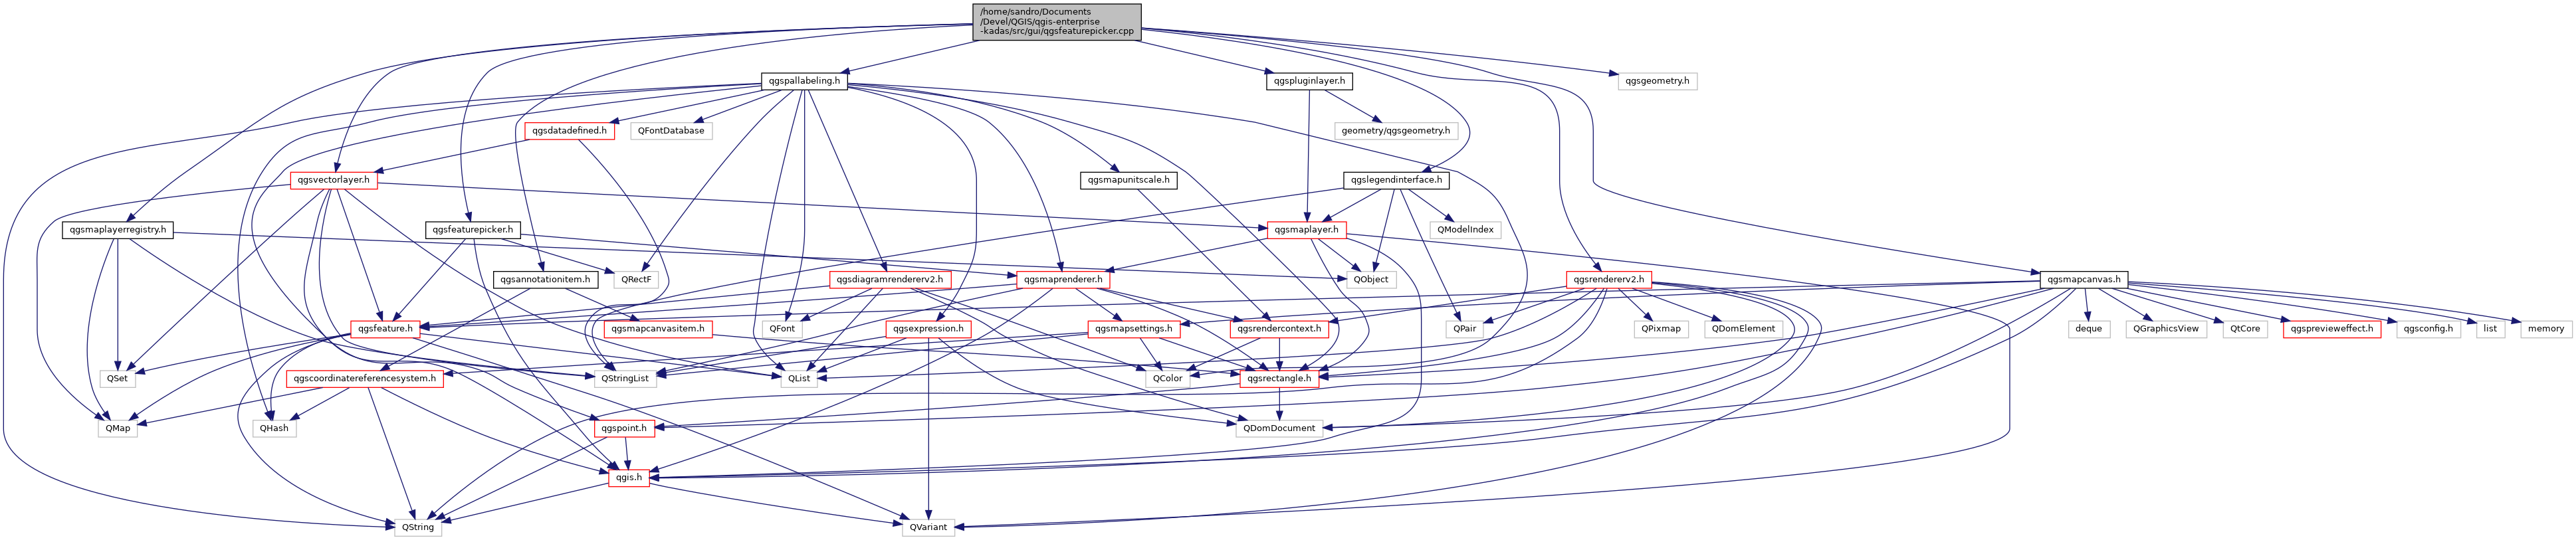 /home/sandro/Documents
/Devel/QGIS/qgis-enterprise
-kadas/src/gui/qgsfeaturepicker.cpp
qgspallabeling.h
qgspluginlayer.h
qgsgeometry.h
qgsdatadefined.h
QFontDatabase
geometry/qgsgeometry.h
qgsvectorlayer.h
qgsmapunitscale.h
qgslegendinterface.h
qgsmaplayerregistry.h
qgsfeaturepicker.h
qgsmaplayer.h
QModelIndex
qgsannotationitem.h
QRectF
qgsdiagramrendererv2.h
qgsmaprenderer.h
QObject
qgsrendererv2.h
qgsmapcanvas.h
qgsfeature.h
qgsmapcanvasitem.h
QFont
qgsexpression.h
qgsmapsettings.h
qgsrendercontext.h
QPair
QPixmap
QDomElement
deque
QGraphicsView
QtCore
qgspreviewеffect.h
qgsconfig.h
list
memory
QSet
qgscoordinatereferencesystem.h
QStringList
QList
QColor
qgsrectangle.h
QMap
QHash
qgspoint.h
QDomDocument
qgis.h
QString
QVariant